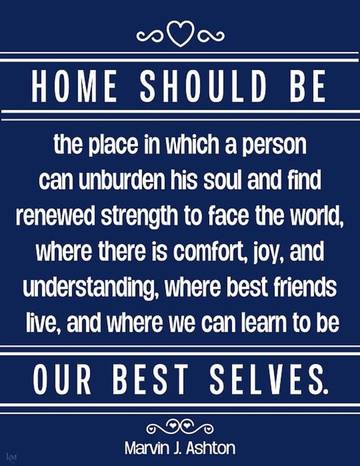 HOME SHOULD BE
the place in which a person
can unburden his soul and find
renewed strength to face the world,
where there is comfort, joy, and
understanding, where best friends
live, and where we can learn to be
OUR BEST SELVES.
Marvin J. Ashton